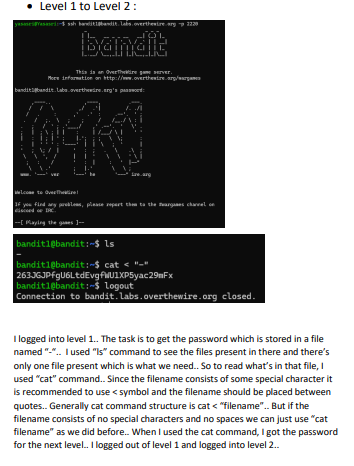 • Level 1 to Level 2 :
$ ssh bandit1@bandit.labs.overthewire.org -p 2220
This is an OverTheWire game server.
More information on http://www.overthewire.org/wargames
bandit1@bandit.labs.overthewire.org's password:
www. ver he ire.org
Welcome to OverTheWire!
If you find any problems, please report them to the #wargames channel on
discord or IRC.
--[ Playing the games ]--
bandit1@bandit:~$ ls
-
bandit1@bandit:~$ cat < "-"
263JGJPfgU6LtdEvgfWU1XP5yac29mFx
bandit1@bandit:~$ logout
Connection to bandit.labs.overthewire.org closed.
I logged into level 1.. The task is to get the password which is stored in a file
named "-".. I used "ls" command to see the files present in there and there's
only one file present which is what we need.. So to read what's in that file, I
used "cat" command.. Since the filename consists of some special character it
is recommended to use < symbol and the filename should be placed between
quotes.. Generally cat command structure is cat < "filename".. But if the
filename consists of no special characters and no spaces we can just use "cat
filename" as we did before.. When I used the cat command, I got the password
for the next level.. I logged out of level 1 and logged into level 2..